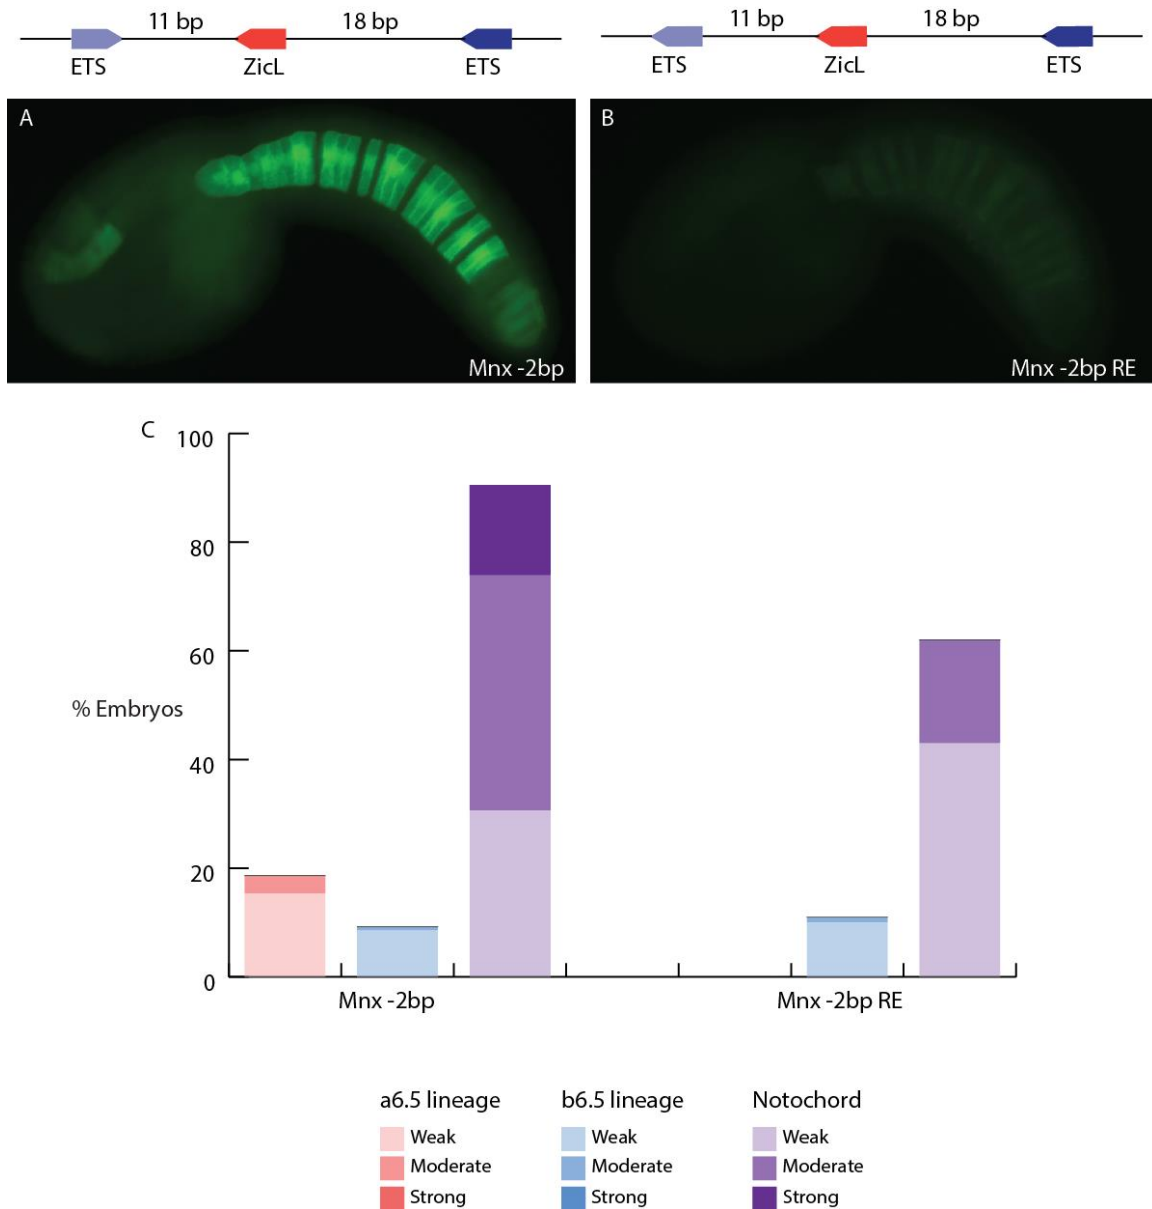 11 bp 18 bp
ETS ZicL ETS
11 bp 18 bp
ETS ZicL ETS
A
Mnx -2bp
B
Mnx -2bp RE
C
100
80
60
% Embryos
40
20
0
Mnx -2bp Mnx -2bp RE
a6.5 lineage
Weak
Moderate
Strong
b6.5 lineage
Weak
Moderate
Strong
Notochord
Weak
Moderate
Strong